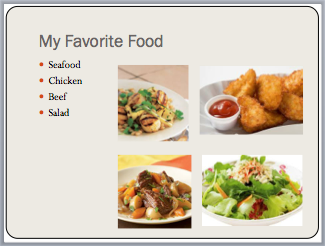 My Favorite Food
Seafood
Chicken
Beef
Salad